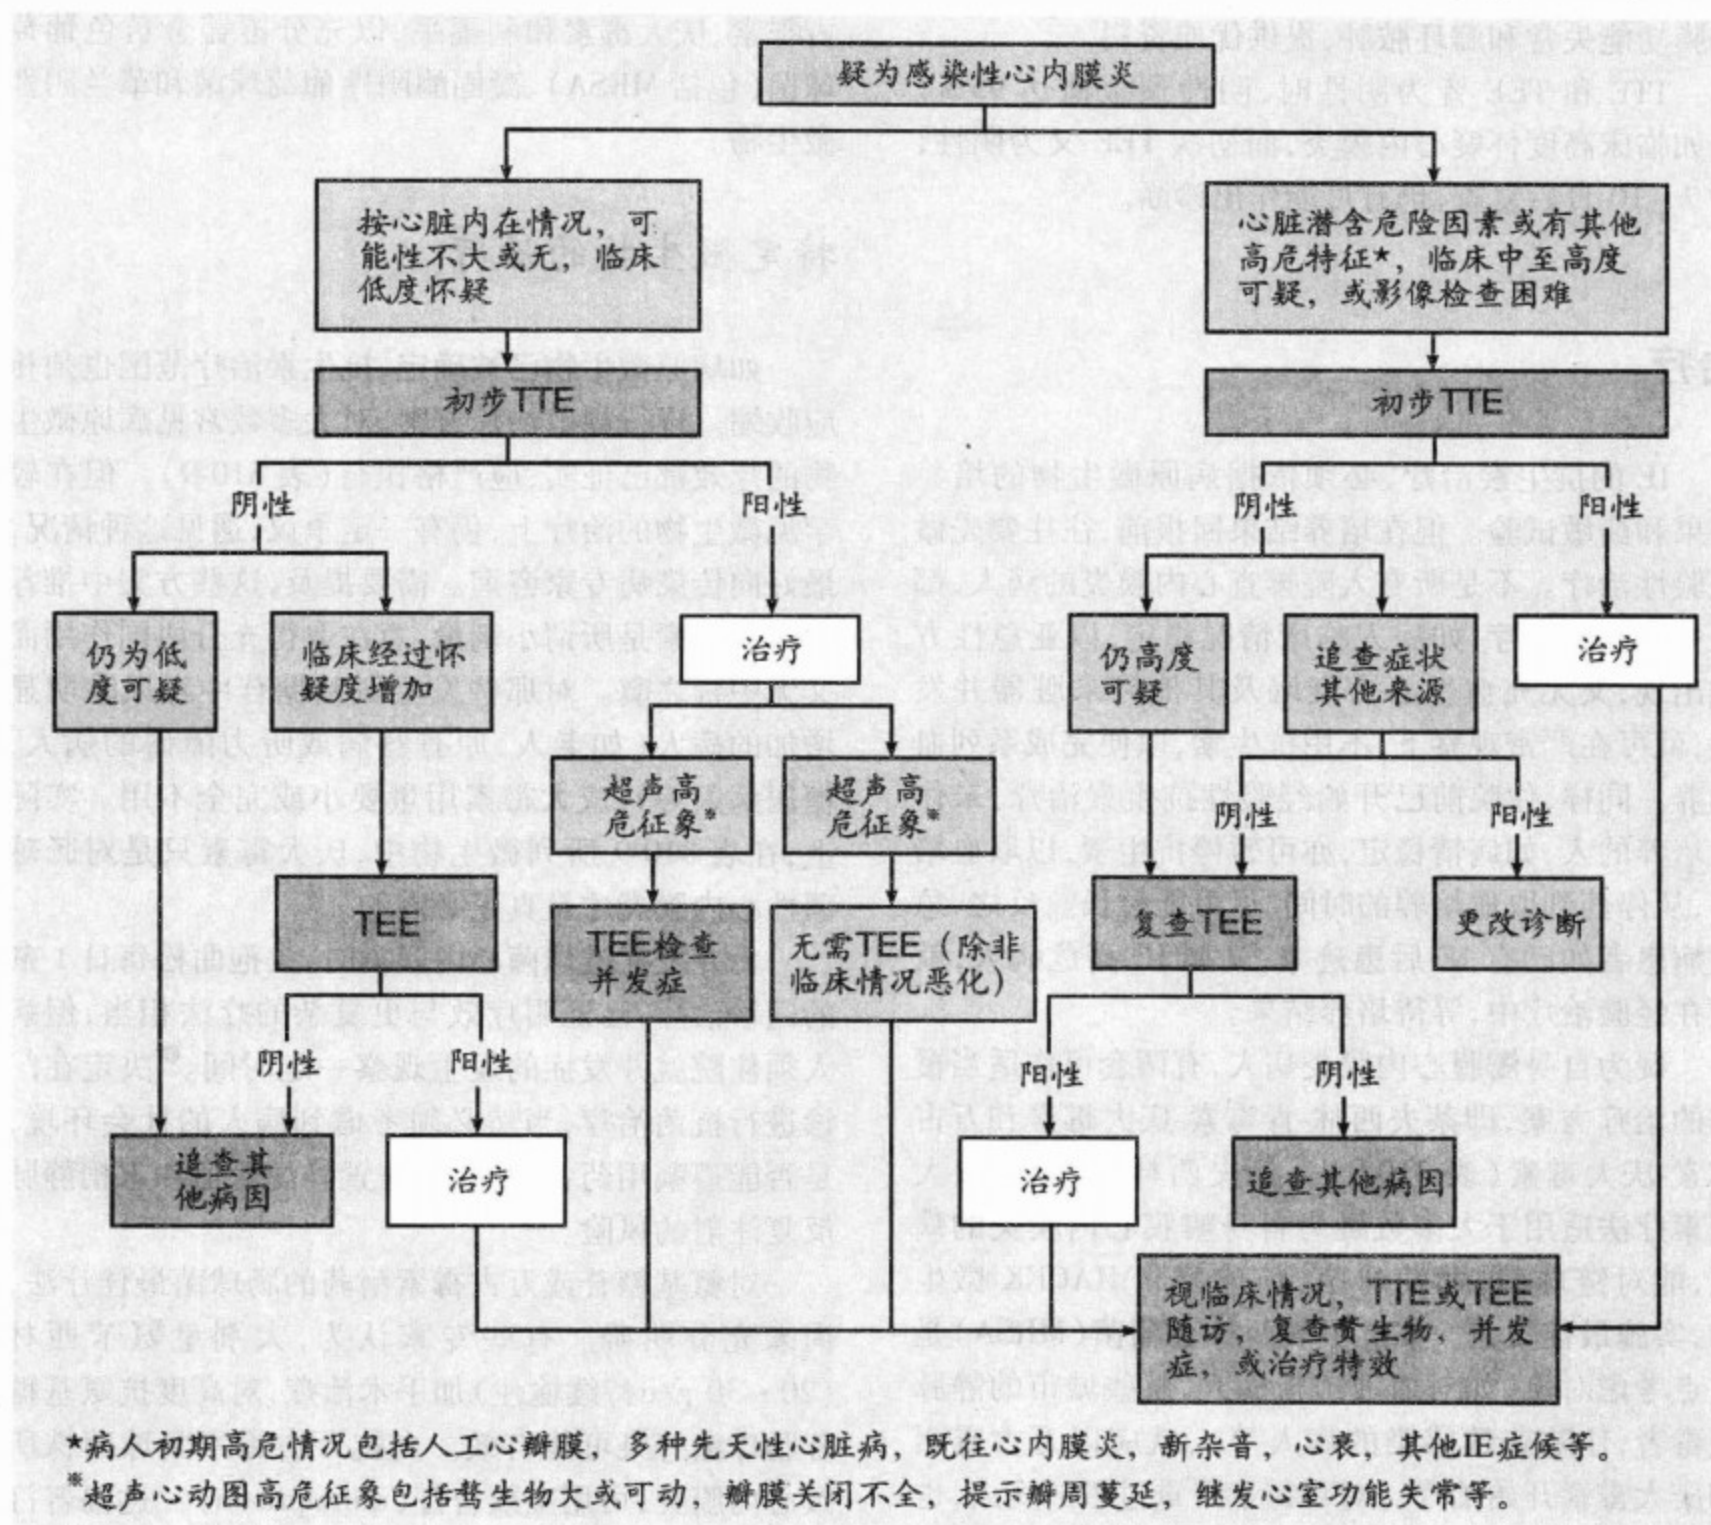 疑为感染性心内膜炎
按心脏内在情况，可
能性不大或无，临床
低度怀疑
心脏潜含危险因素或有其他
高危特征★，临床中至高度
可疑，或影像检查困难
初步TTE
初步TTE
阴性
阳性
阴性
阳性
仍为低
度可疑
临床经过怀
疑度增加
治疗
仍高度
可疑
追查症状
其他来源
治疗
超声高
危征象※
超声高
危征象※
阴性
阳性
TEE
TEE检查
并发症
无需TEE（除非
临床情况恶化）
复查TEE
更改诊断
阴性
阳性
阳性
阴性
追查其
他病因
治疗
治疗
追查其他病因
视临床情况，TTE或TEE
随访，复查赘生物、并发
症，或治疗特效
★病人初期高危情况包括人工心瓣膜，多种先天性心脏病，既往心内膜炎，新杂音，心衰，其他IE症候等。
※超声心动图高危征象包括赘生物大或可动，瓣膜关闭不全，提示瓣周蔓延，继发心室功能失常等。